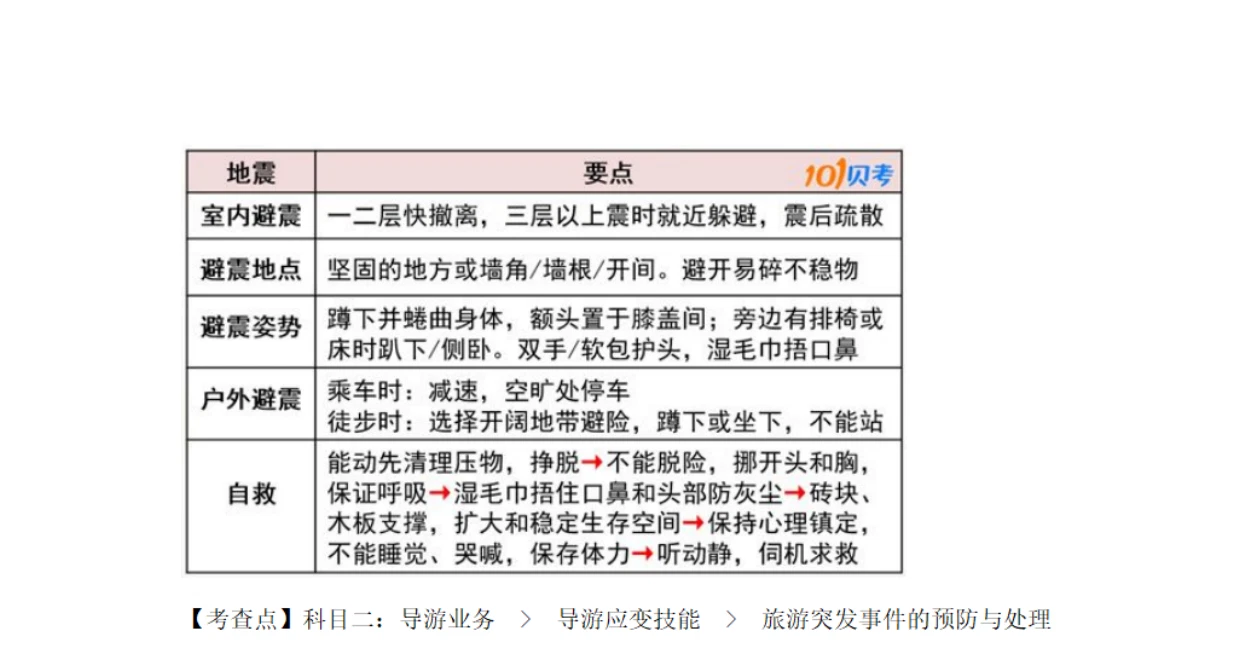 地震
要点
101贝考
室内避震
一二层快撤离，三层以上震时就近躲避，震后疏散
避震地点
坚固的地方或墙角/墙根/开间。避开易碎不稳物
避震姿势
蹲下并蜷曲身体，额头置于膝盖间；旁边有排椅或
床时趴下/侧卧。双手/软包护头，湿毛巾捂口鼻
户外避震
乘车时：减速，空旷处停车
徒步时：选择开阔地带避险，蹲下或坐下，不能站
自救
能动先清理压物，挣脱→不能脱险，挪开头和胸，
保证呼吸→湿毛巾捂住口鼻和头部防灰尘→砖块、
木板支撑，扩大和稳定生存空间→保持心理镇定，
不能睡觉、哭喊，保存体力→听动静，伺机求救
【考查点】科目二：导游业务 > 导游应变技能 > 旅游突发事件的预防与处理